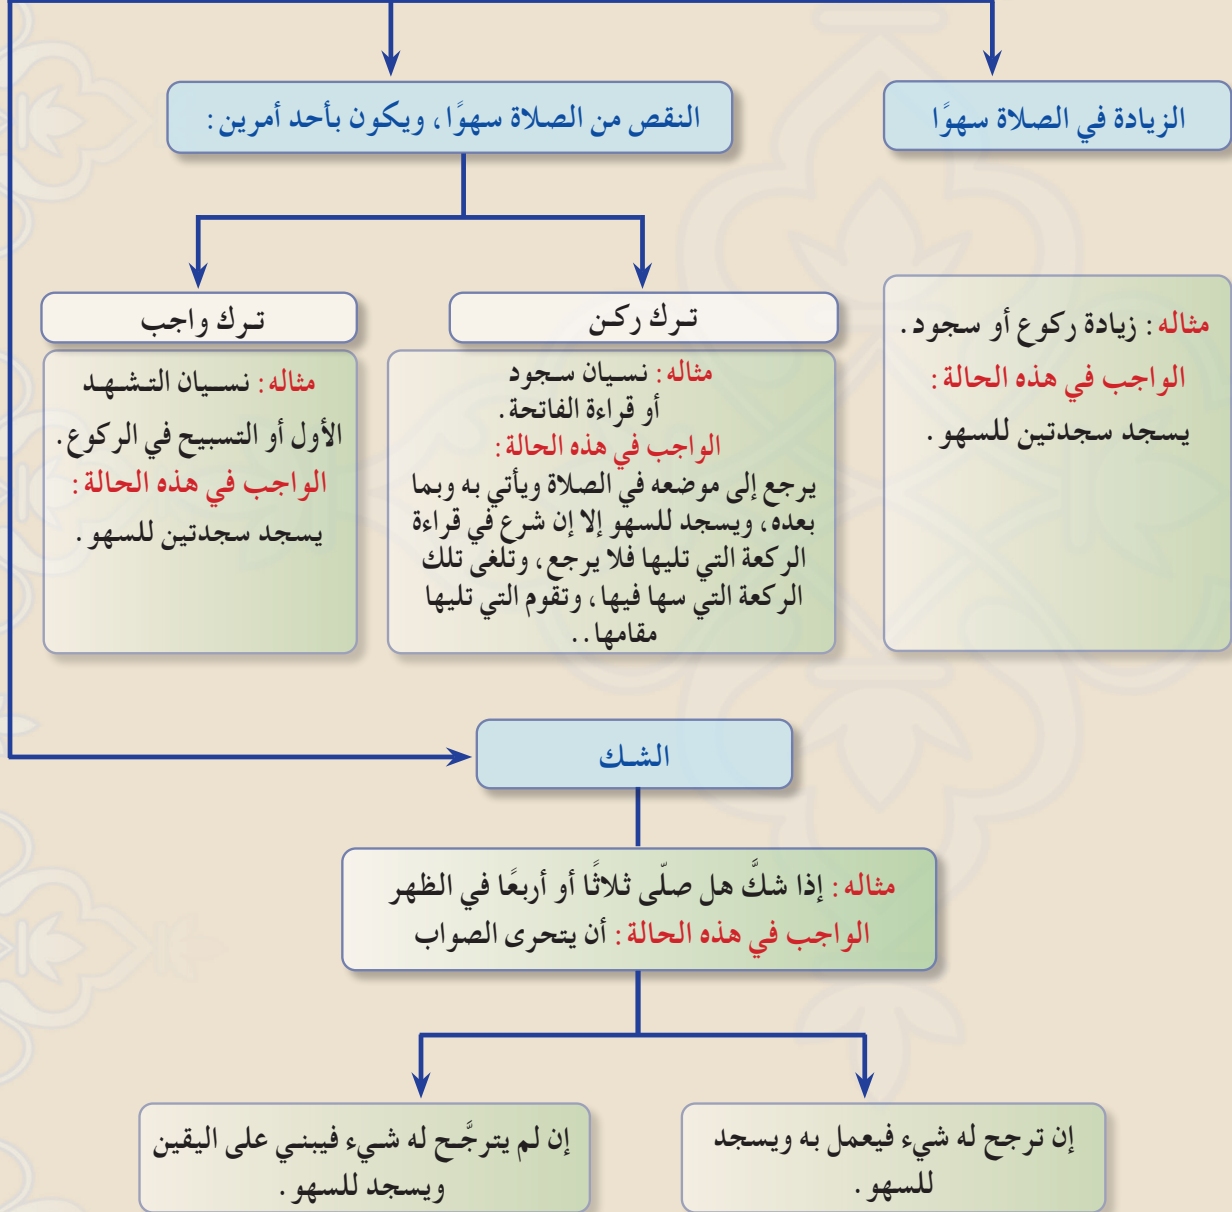 الزيادة في الصلاة سهوًا
النقص من الصلاة سهوًا، ويكون بأحد أمرين :
مثاله : زيادة ركوع أو سجود .
الواجب في هذه الحالة :
يسجد سجدتين للسهو .
تـرك ركـن
مثاله : نسـيان سـجود
أو قراءة الفاتحة .
الواجب في هذه الحالة :
يرجع إلى موضعه في الصلاة ويأتي به وبما
بعده، ويسجد للسهو إلا إن شرع في قراءة
الركعة التي تليها فلا يرجع، وتلغى تلك
الركعة التي سها فيها، وتقوم التي تليها
مقامها . .
تـرك واجب
مثاله : نسـيان التـشـهـد
الأول أو التسبيح في الركوع .
الواجب في هذه الحالة :
يسجد سجدتين للسهو .
الشـك
مثاله : إذا شكَّ هل صلّى ثلاثًا أو أربعًا في الظهر
الواجب في هذه الحالة : أن يتحرى الصواب
إن ترجح له شيء فيعمل به ويسجد
للسهو .
إن لم يترجَّـح له شـيء فيبنـي على اليقين
ويسجد للسهو .